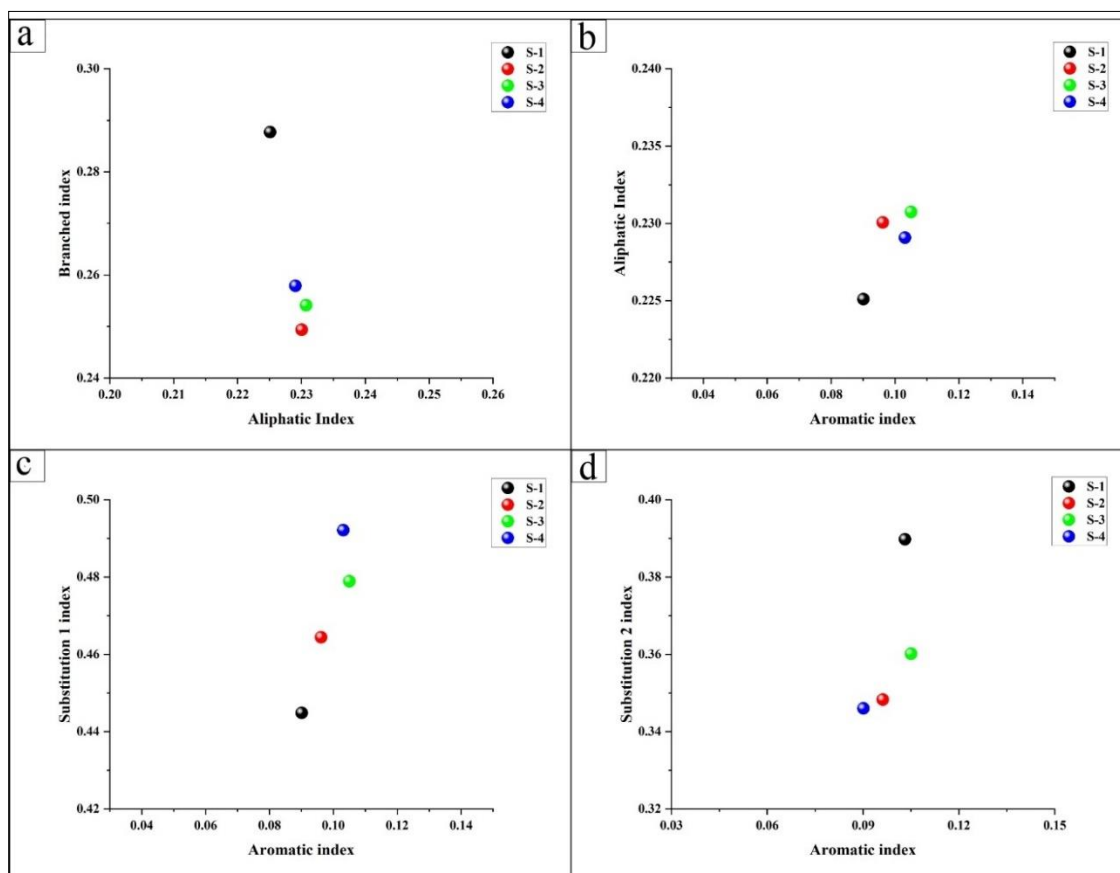 a
S-1
S-2
S-3
S-4
0.30
0.28
0.26
0.24
Branched index
0.20 0.21 0.22 0.23 0.24 0.25 0.26
Aliphatic Index
b
S-1
S-2
S-3
S-4
0.240
0.235
0.230
0.225
0.220
Aliphatic Index
0.04 0.06 0.08 0.10 0.12 0.14
Aromatic index
c
S-1
S-2
S-3
S-4
0.50
0.48
0.46
0.44
0.42
Substitution 1 index
0.04 0.06 0.08 0.10 0.12 0.14
Aromatic index
d
S-1
S-2
S-3
S-4
0.40
0.38
0.36
0.34
0.32
Substitution 2 index
0.03 0.06 0.09 0.12 0.15
Aromatic index